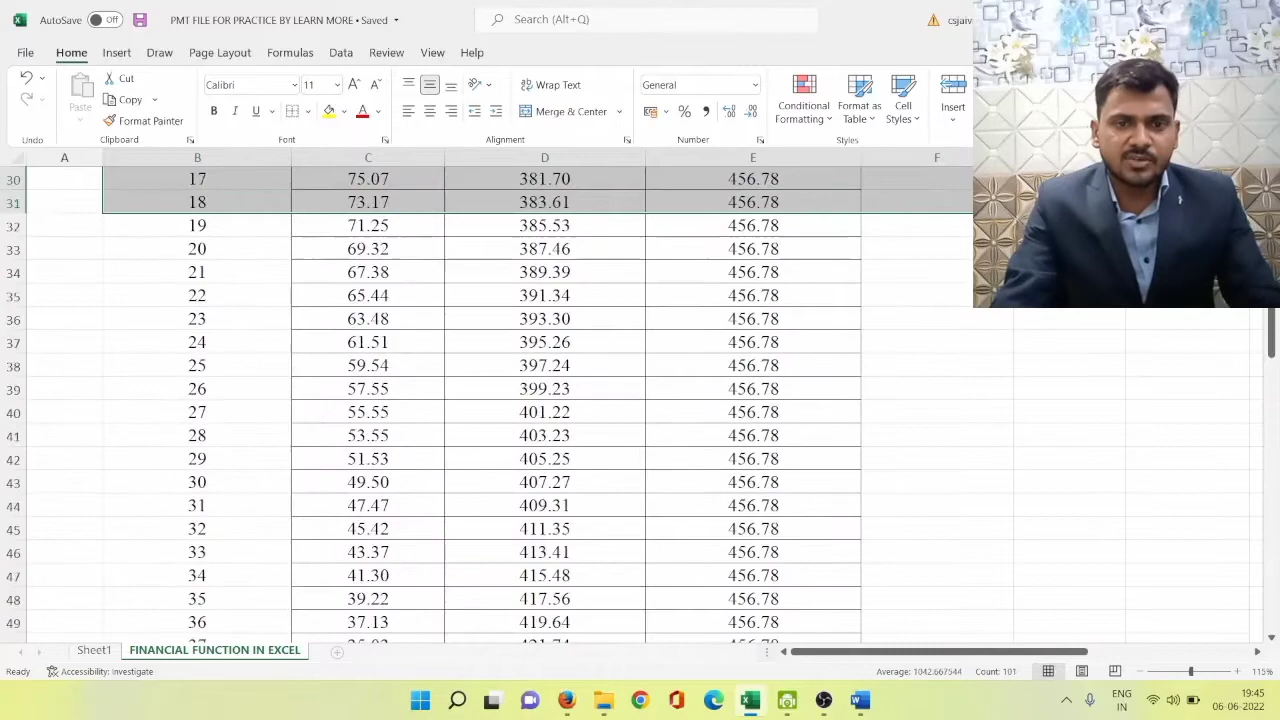 AutoSave Off PMT FILE FOR PRACTICE BY LEARN MORE • Saved Search (Alt+Q)
File Home Insert Draw Page Layout Formulas Data Review View Help
Undo
Paste Cut Copy Format Painter
Clipboard
Calibri
B I U
Font
Wrap Text
Merge & Center
Alignment
General
Number
Conditional Formatting
Format as Table
Cell Styles
Styles
Insert
A B C D E F
30 17 75.07 381.70 456.78
31 18 73.17 383.61 456.78
32 19 71.25 385.53 456.78
33 20 69.32 387.46 456.78
34 21 67.38 389.39 456.78
35 22 65.44 391.34 456.78
36 23 63.48 393.30 456.78
37 24 61.51 395.26 456.78
38 25 59.54 397.24 456.78
39 26 57.55 399.23 456.78
40 27 55.55 401.22 456.78
41 28 53.55 403.23 456.78
42 29 51.53 405.25 456.78
43 30 49.50 407.27 456.78
44 31 47.47 409.31 456.78
45 32 45.42 411.35 456.78
46 33 43.37 413.41 456.78
47 34 41.30 415.48 456.78
48 35 39.22 417.56 456.78
49 36 37.13 419.64 456.78
Sheet1 FINANCIAL FUNCTION IN EXCEL
Ready Accessibility: Investigate Average: 1042.667544 Count: 101 115%
ENG IN 19:45 06-06-2022